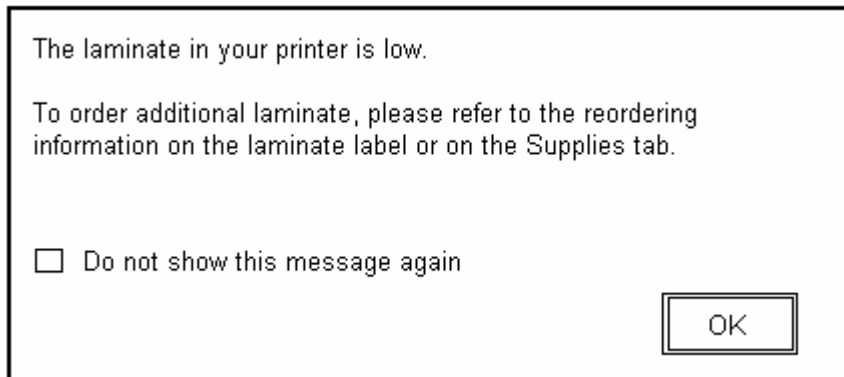 The laminate in your printer is low.
To order additional laminate, please refer to the reordering
information on the laminate label or on the Supplies tab.
Do not show this message again
OK